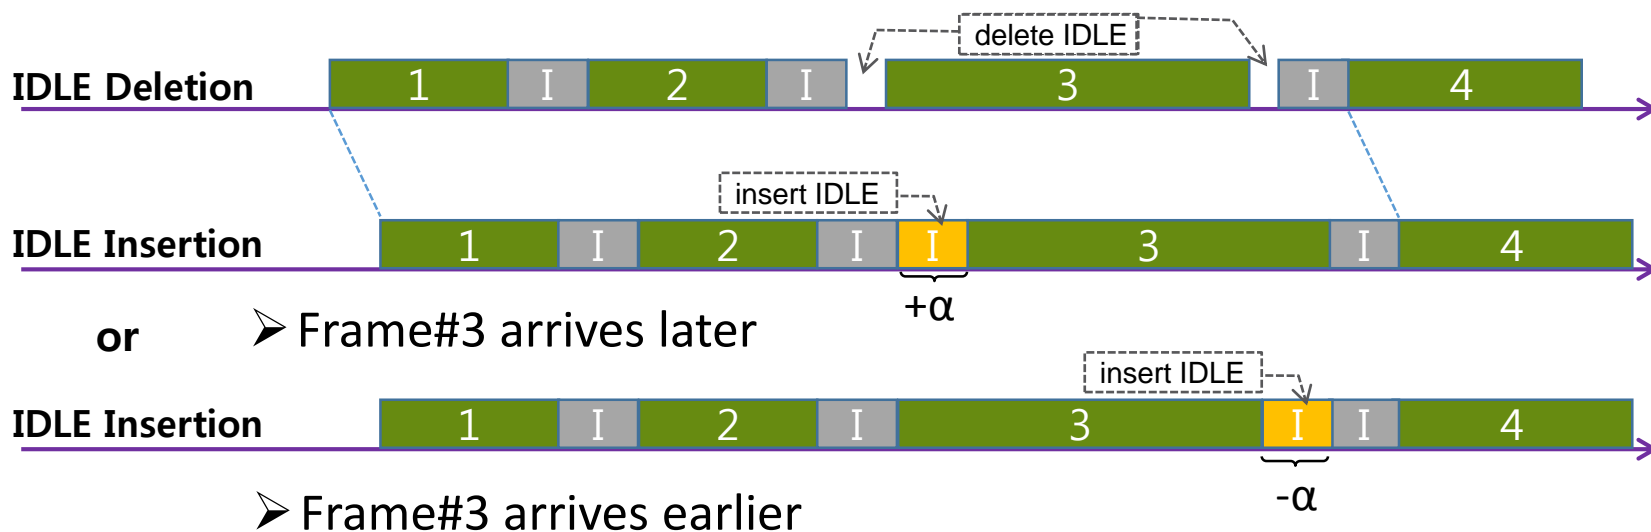 delete IDLE
IDLE Deletion 1 I 2 I 3 I 4
insert IDLE
IDLE Insertion 1 I 2 I I 3 I 4
+α
or ➢ Frame#3 arrives later
insert IDLE
IDLE Insertion 1 I 2 I 3 I I 4
-α
➢ Frame#3 arrives earlier